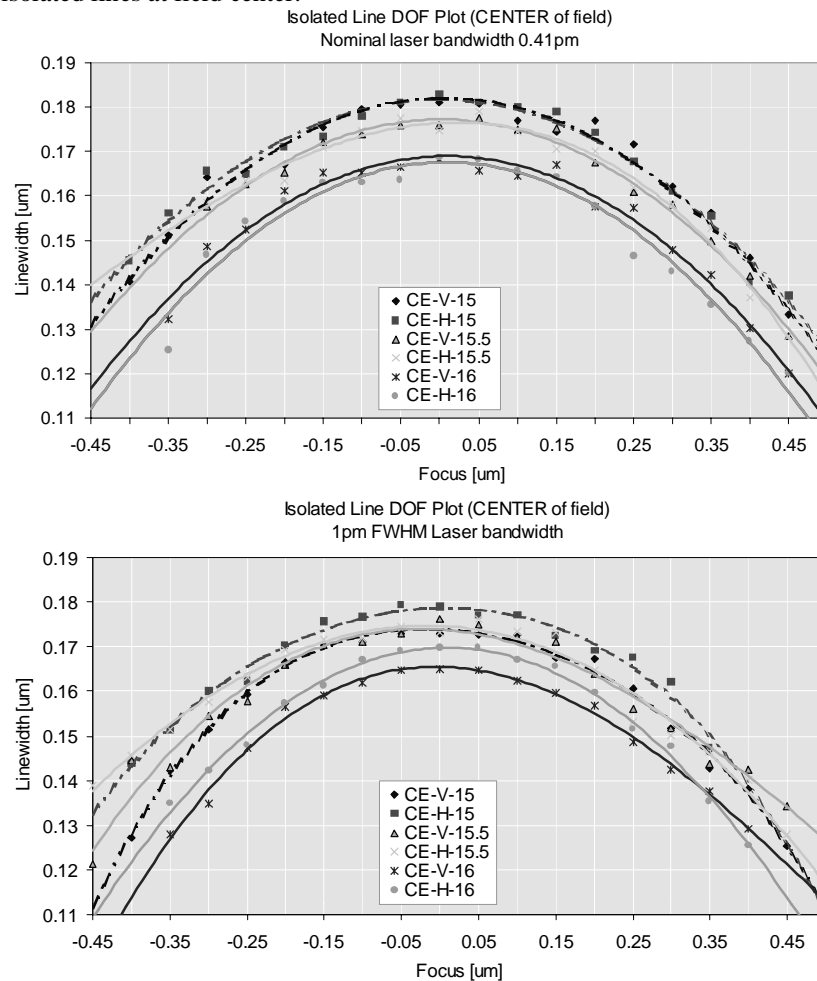 isolated lines at field center.
Isolated Line DOF Plot (CENTER of field)
Nominal laser bandwidth 0.41pm
0.19
0.18
0.17
0.16
0.15
0.14
0.13
0.12
0.11
Linewidth [um]
CE-V-15
CE-H-15
CE-V-15.5
CE-H-15.5
CE-V-16
CE-H-16
-0.45 -0.35 -0.25 -0.15 -0.05 0.05 0.15 0.25 0.35 0.45
Focus [um]
Isolated Line DOF Plot (CENTER of field)
1pm FWHM Laser bandwidth
0.19
0.18
0.17
0.16
0.15
0.14
0.13
0.12
0.11
Linewidth [um]
CE-V-15
CE-H-15
CE-V-15.5
CE-H-15.5
CE-V-16
CE-H-16
-0.45 -0.35 -0.25 -0.15 -0.05 0.05 0.15 0.25 0.35 0.45
Focus [um]